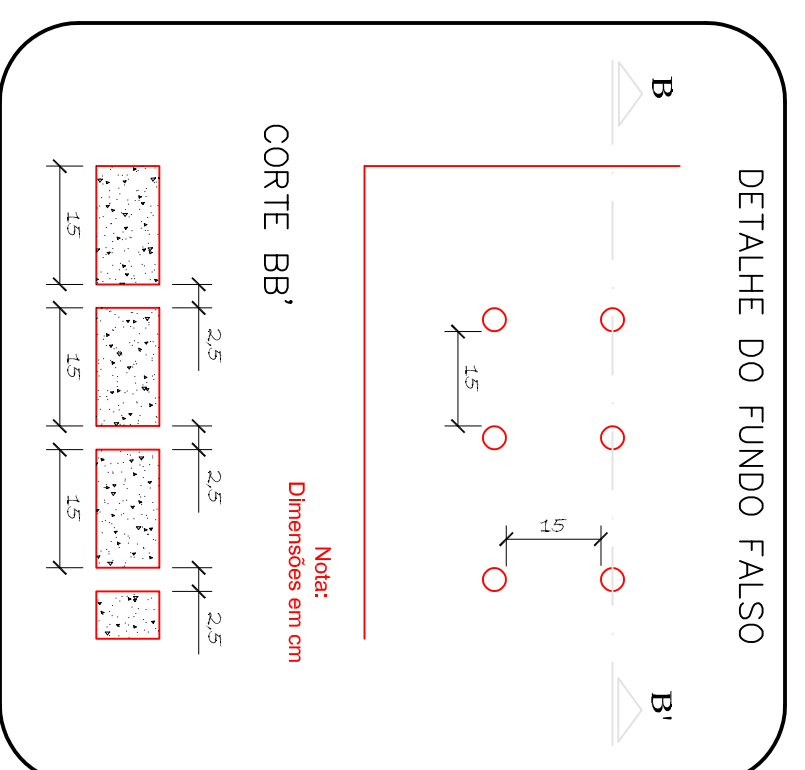 DETALHE DO FUNDO FALSO
B
B'
15
15
CORTE BB'
Nota:
Dimensões em cm
2,5
2,5
2,5
15
15
15